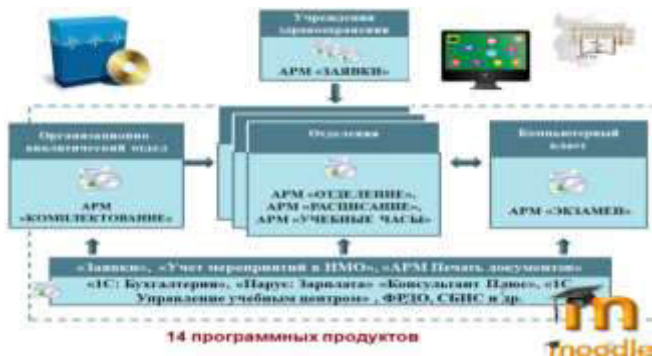 Учреждения
здравоохранения
АРМ «ЗАЯВКИ»
Организационно
аналитический отдел
АРМ
«КОМПЛЕКТОВАНИЕ»
Отделения
АРМ «ОТДЕЛЕНИЕ»,
АРМ «РАСПИСАНИЕ»,
АРМ «УЧЕБНЫЕ ЧАСЫ»
Компьютерный
класс
АРМ «ЭКЗАМЕН»
«Заявки», «Учет мероприятий в НМО», «АРМ Печать документов»
«1С: Бухгалтерия», «Парус: Зарплата» «Консультант Плюс», «1С
Управление учебным центром» , ФРДО, СБИС и др.
14 программных продуктов
moodle